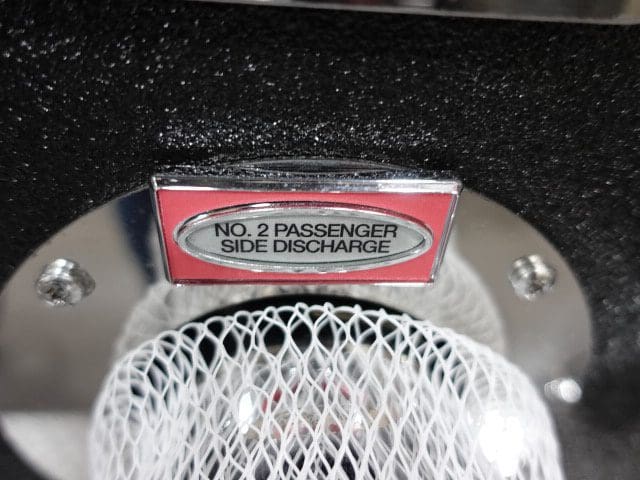 NO. 2 PASSENGER
SIDE DISCHARGE